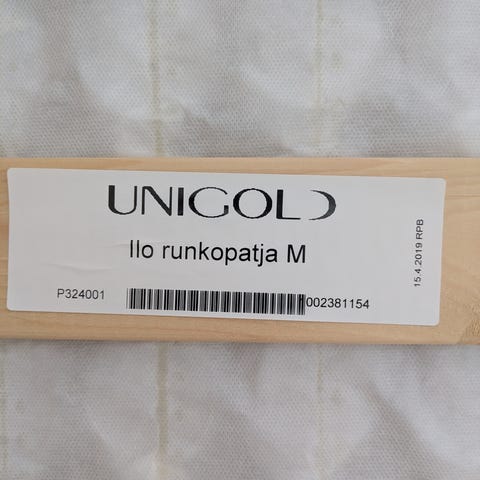 UNIGOLD
Ilo runkopatja M
P324001
002381154
15.4.2019 RPB